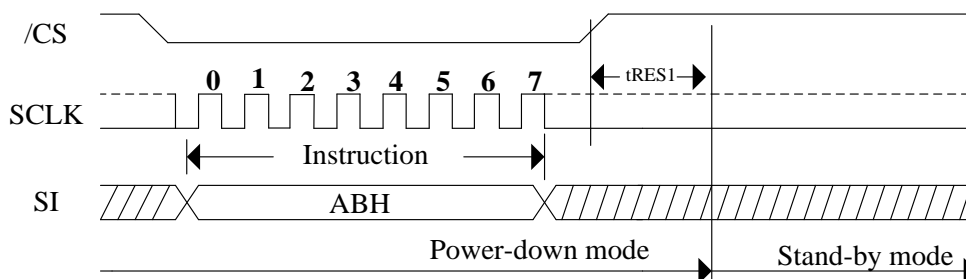 /CS
tRES1
0 1 2 3 4 5 6 7
SCLK
Instruction
SI
ABH
Power-down mode
Stand-by mode